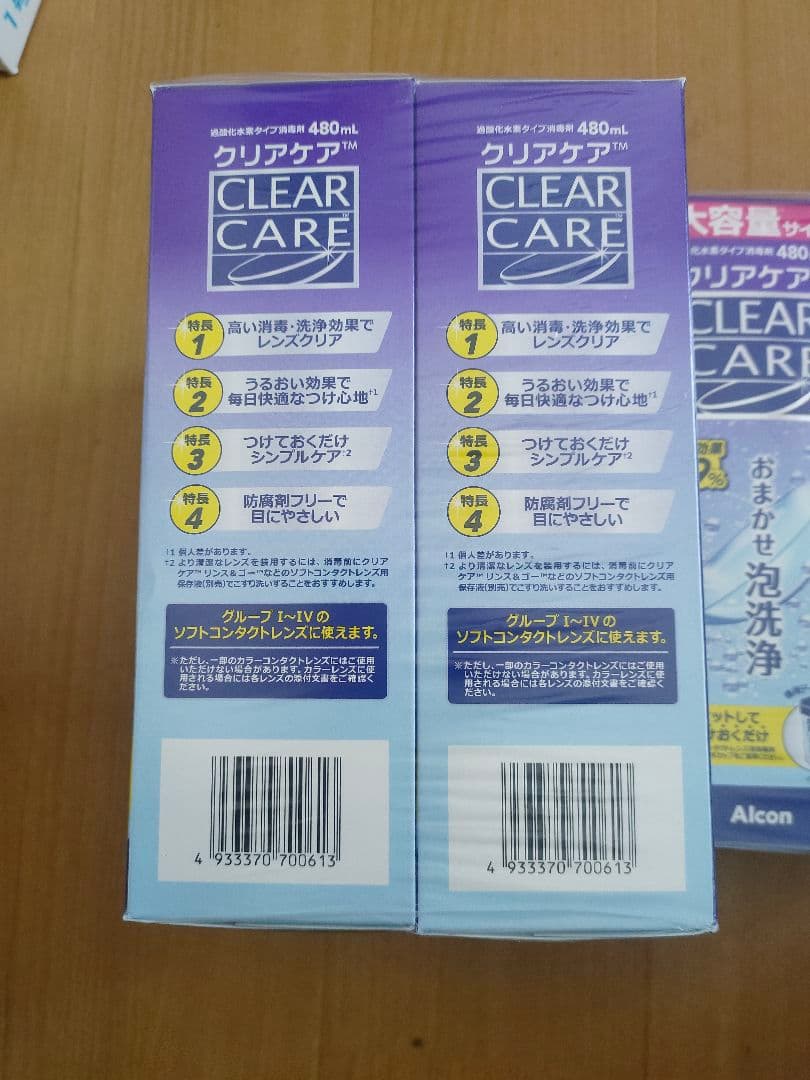 過酸化水素タイプ消毒剤 480mL
クリアケア™
CLEAR
CARE™
特長
1
高い消毒・洗浄効果で
レンズクリア
特長
2
うるおい効果で
毎日快適なつけ心地†1
特長
3
つけておくだけ
シンプルケア†2
特長
4
防腐剤フリーで
目にやさしい
†1 個人差があります。
†2 より清潔なレンズを装用するには、消毒前にクリア
ケア™ リンス&ゴー™などのソフトコンタクトレンズ用
保存液(別売)でこすり洗いすることをおすすめします。
グループ I〜IV の
ソフトコンタクトレンズに使えます。
※ただし、一部のカラーコンタクトレンズにはご使用
いただけない場合があります。カラーレンズに使
用される場合には各レンズの添付文書をご確認く
ださい。
4 933370 700613
過酸化水素タイプ消毒剤 480mL
クリアケア™
CLEAR
CARE™
特長
1
高い消毒・洗浄効果で
レンズクリア
特長
2
うるおい効果で
毎日快適なつけ心地†1
特長
3
つけておくだけ
シンプルケア†2
特長
4
防腐剤フリーで
目にやさしい
†1 個人差があります。
†2 より清潔なレンズを装用するには、消毒前にクリア
ケア™ リンス&ゴー™などのソフトコンタクトレンズ用
保存液(別売)でこすり洗いすることをおすすめします。
グループ I〜IV の
ソフトコンタクトレンズに使えます。
※ただし、一部のカラーコンタクトレンズにはご使用
いただけない場合があります。カラーレンズに使
用される場合には各レンズの添付文書をご確認く
ださい。
4 933370 700613
大容量サイ
化水素タイプ消毒剤 480
クリアケア
CLEAR
CARE
%
おまかせ
泡洗浄
ットして
おくだけ
Alcon